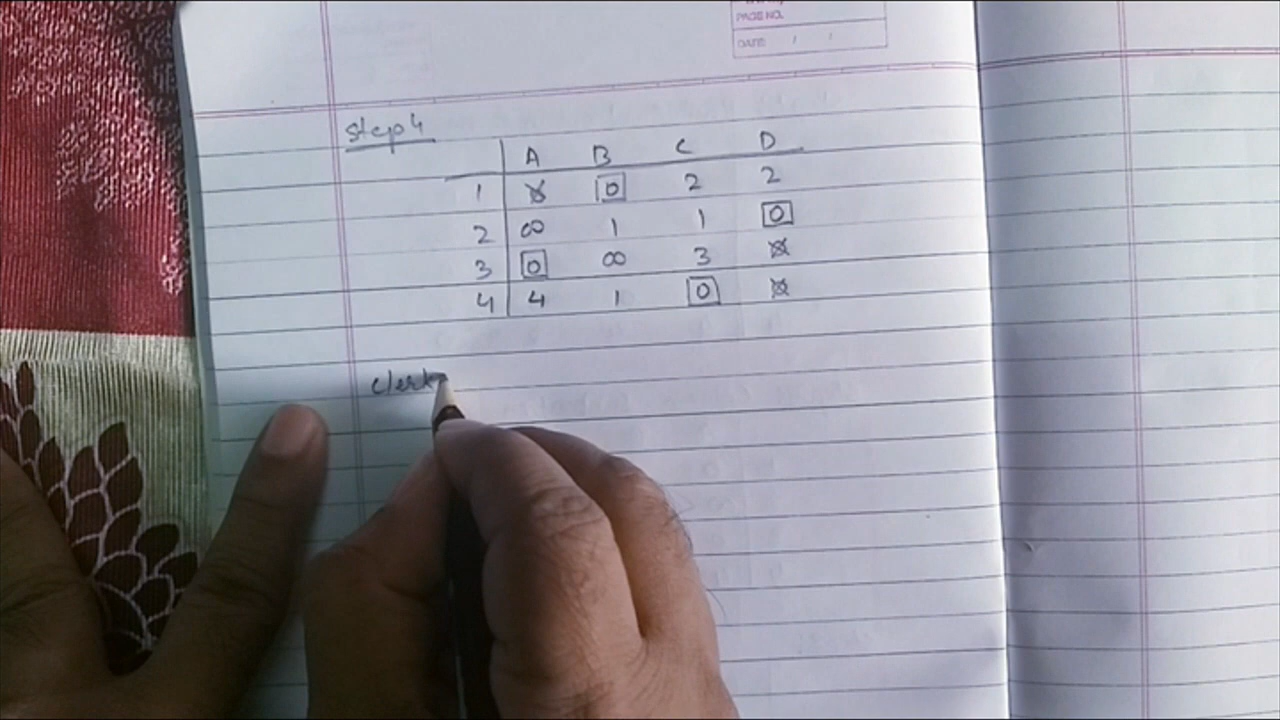 PAGE NO.
DATE / /
Step 4
A B C D
1 0 0 2 2
2 ∞ 1 1 0
3 0 ∞ 3 0
4 4 1 0 0
Clerk